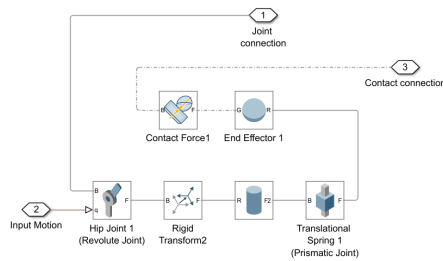 1
Joint
connection
3
Contact connection
B F
G R
Contact Force1 End Effector 1
B
q
F B F R F2 B F
2
Input Motion
Hip Joint 1
(Revolute Joint)
Rigid
Transform2
Translational
Spring 1
(Prismatic Joint)